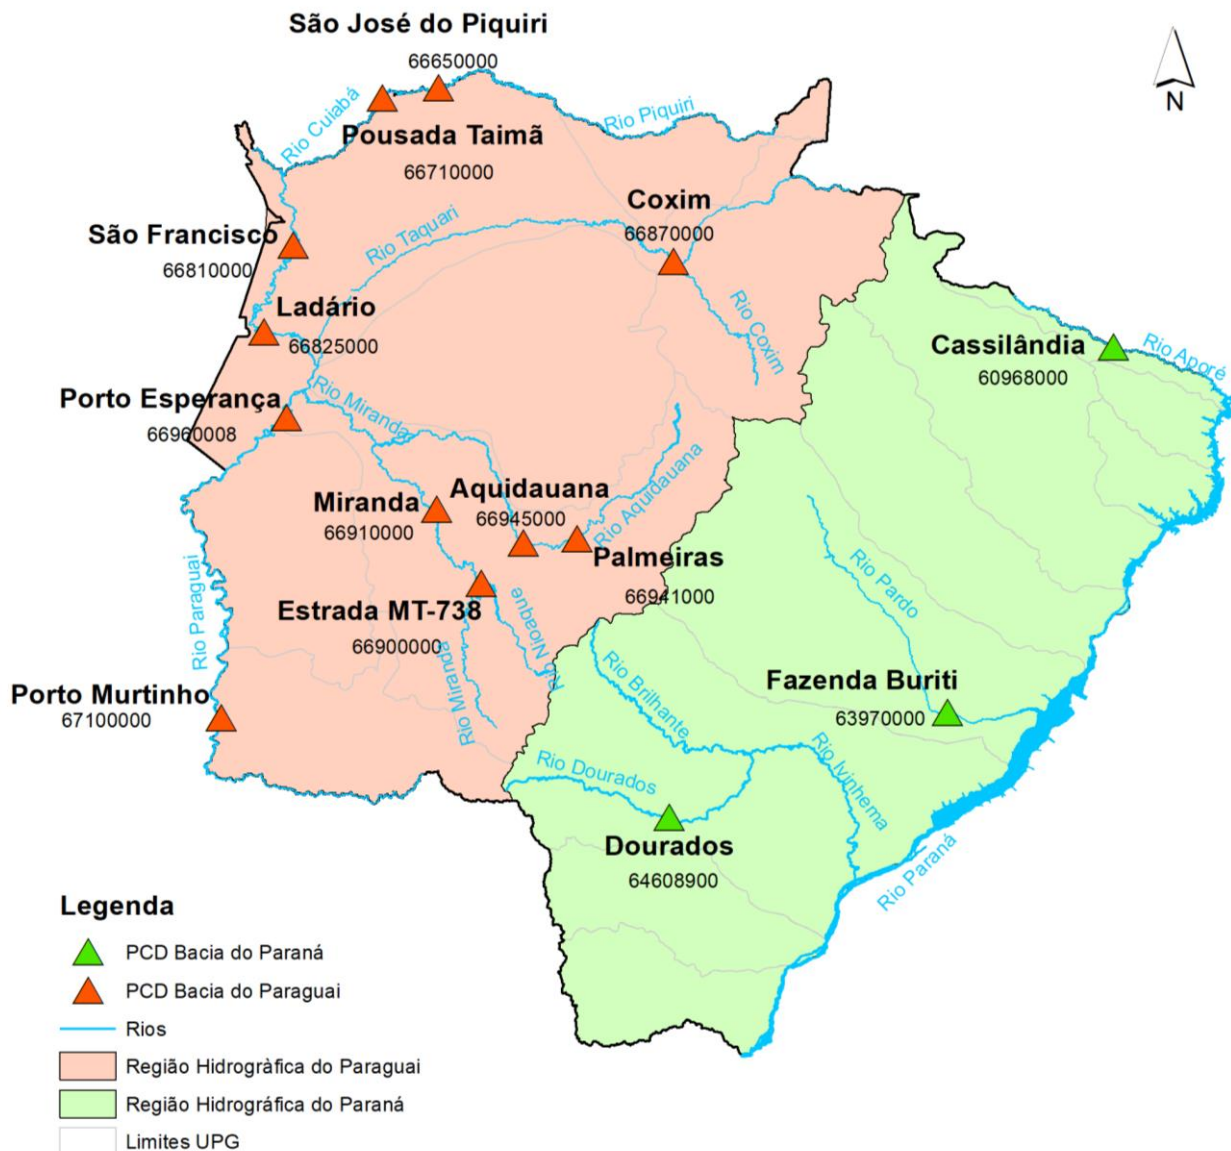 São José do Piquiri
66650000
Rio Cuiabá
Rio Piquiri
Pousada Taimã
66710000
N
Coxim
66870000
São Francisco
66810000
Rio Taquari
Ladário
66825000
Rio Coxim
Cassilândia
60968000
Rio Aporé
Porto Esperança
66960008
Rio Miranda
Miranda
66910000
Aquidauana
66945000
Rio Aquidauana
Palmeiras
66941000
Rio Paraguai
Estrada MT-738
66900000
Rio Nioaque
Rio Miranda
Rio Pardo
Porto Murtinho
67100000
Rio Brilhante
Fazenda Buriti
63970000
Rio Dourados
Rio Ivinhema
Dourados
64608900
Rio Paraná
Legenda
PCD Bacia do Paraná
PCD Bacia do Paraguai
Rios
Região Hidrogràfica do Paraguai
Região Hidrográfica do Paraná
Limites UPG